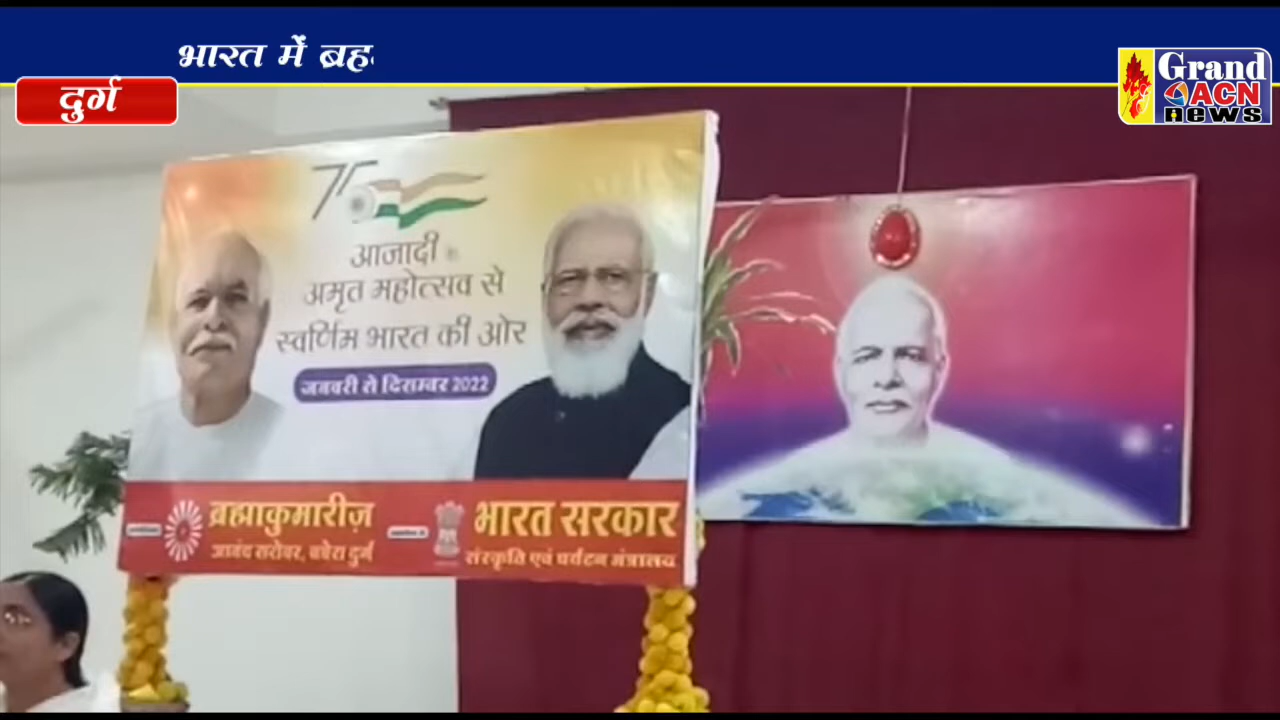 भारत में ब्रह
दुर्ग
Grand
ACN
news
75
आजादी के
अमृत महोत्सव से
स्वर्णिम भारत की ओर
जनवरी से दिसम्बर 2022
ब्रह्माकुमारीज़
आनंद सरोवर, बघेरा दुर्ग
भारत सरकार
संस्कृति एवं पर्यटन मंत्रालय